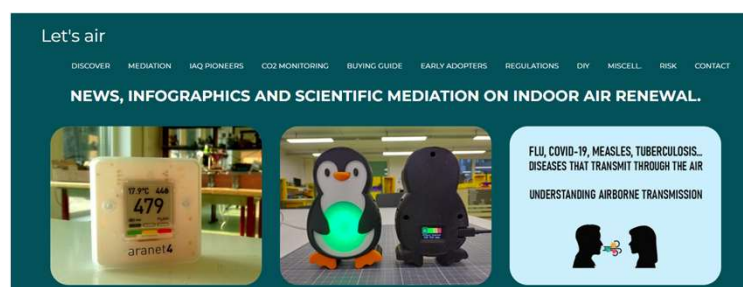 Let's air
DISCOVER MEDIATION IAQ PIONEERS CO2 MONITORING BUYING GUIDE EARLY ADOPTERS REGULATIONS DIY MISCELL. RISK CONTACT
NEWS, INFOGRAPHICS AND SCIENTIFIC MEDIATION ON INDOOR AIR RENEWAL.
17.9°C
479
aranet4
FLU, COVID-19, MEASLES, TUBERCULOSIS...
DISEASES THAT TRANSMIT THROUGH THE AIR
UNDERSTANDING AIRBORNE TRANSMISSION